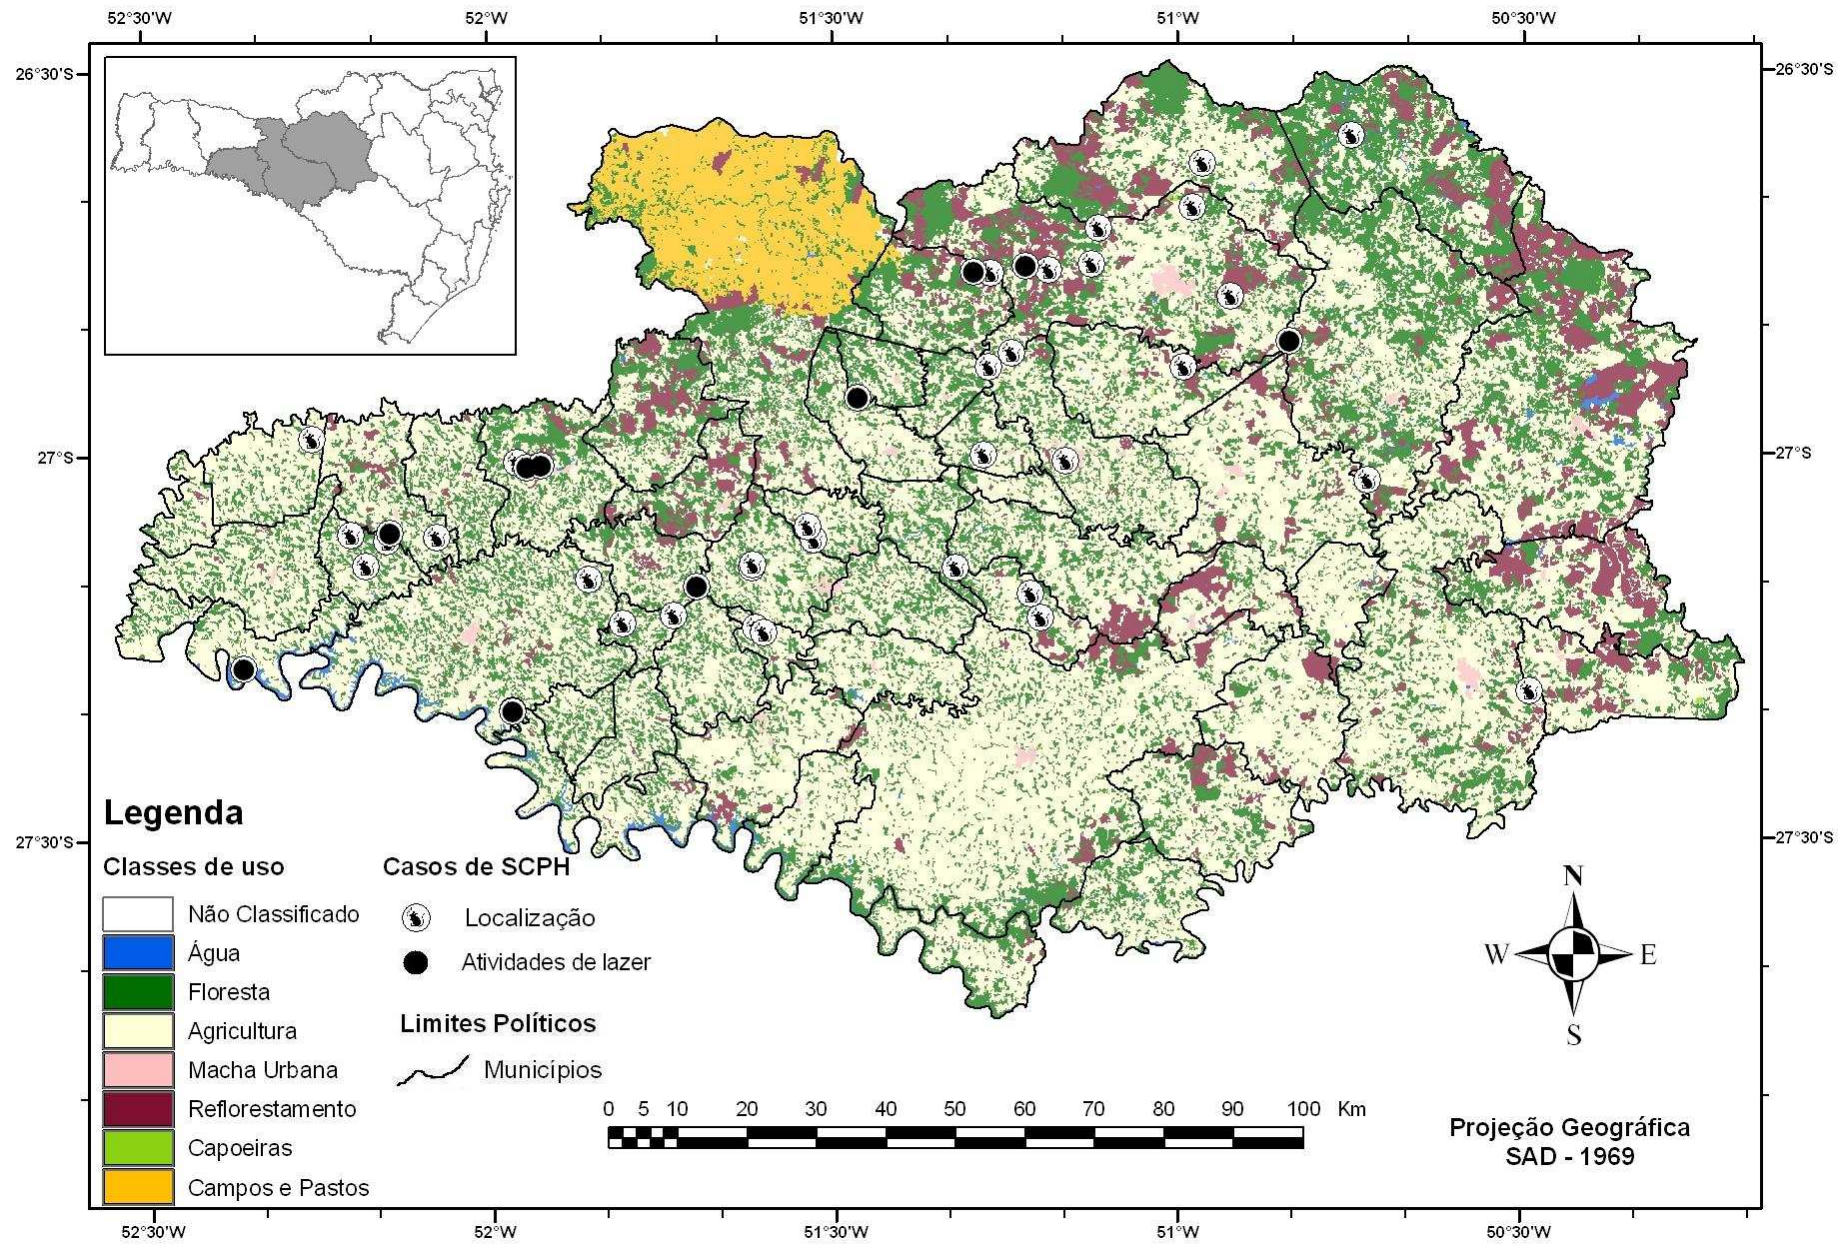 52°30'W 52°W 51°30'W 51°W 50°30'W
26°30'S 26°30'S
27°S 27°S
27°30'S 27°30'S
Legenda
Classes de uso
Não Classificado
Água
Floresta
Agricultura
Macha Urbana
Reflorestamento
Capoeiras
Campos e Pastos
Casos de SCPH
Localização
Atividades de lazer
Limites Políticos
Municípios
0 5 10 20 30 40 50 60 70 80 90 100 Km
N
W E
S
Projeção Geográfica
SAD - 1969
52°30'W 52°W 51°30'W 51°W 50°30'W